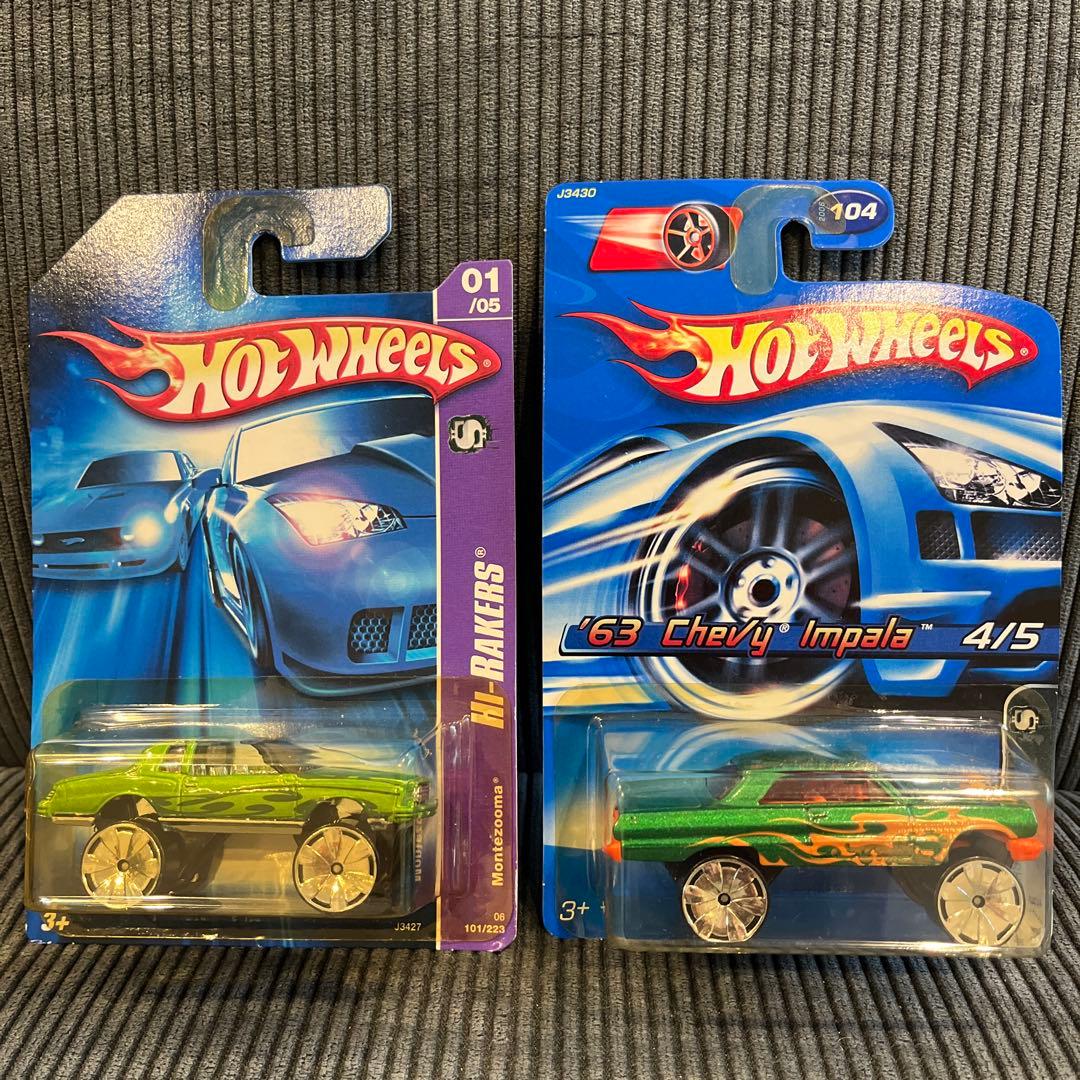 01
/05
HOT WHEELS®
HI-RAKERS®
Montezooma®
3+
J3427
06
101/223
J3430
2006
104
HOT WHEELS®
'63 Chevy® Impala™
4/5
3+